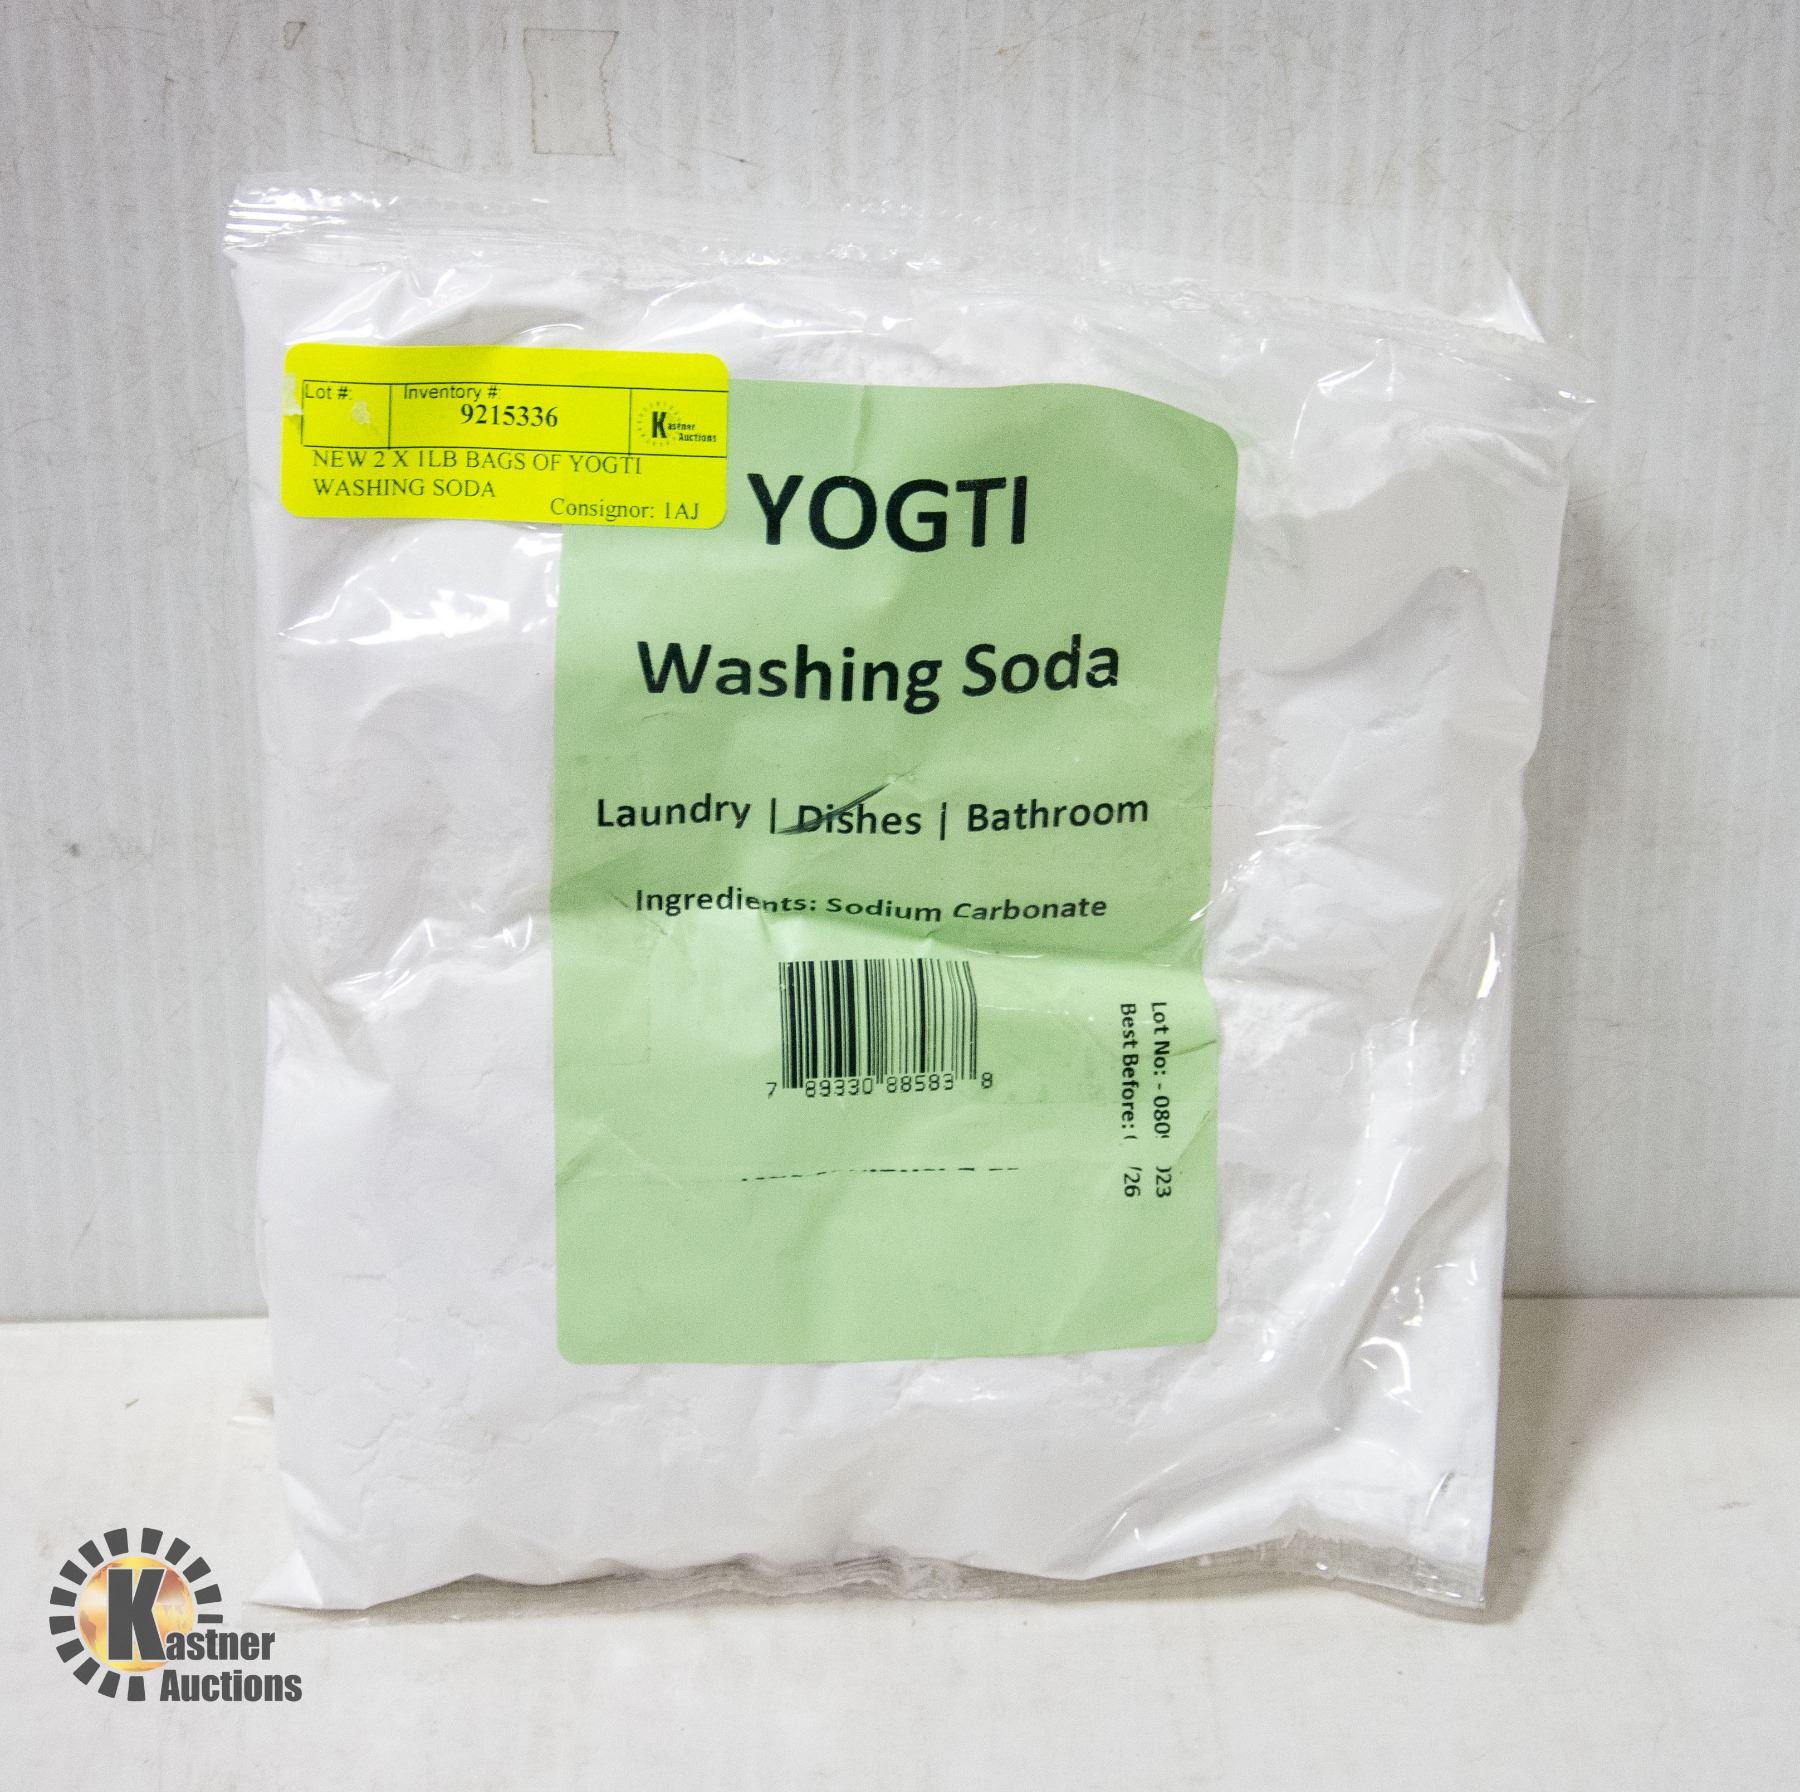 Lot #:
Inventory #:
9215336
Kastner
Auctions
NEW 2 X 1LB BAGS OF YOGTI
WASHING SODA
Consignor: 1AJ
YOGTI
Washing Soda
Laundry | Dishes | Bathroom
Ingredients: Sodium Carbonate
7 89330 88583 8
Lot No: -
Best Before:
Kastner
Auctions